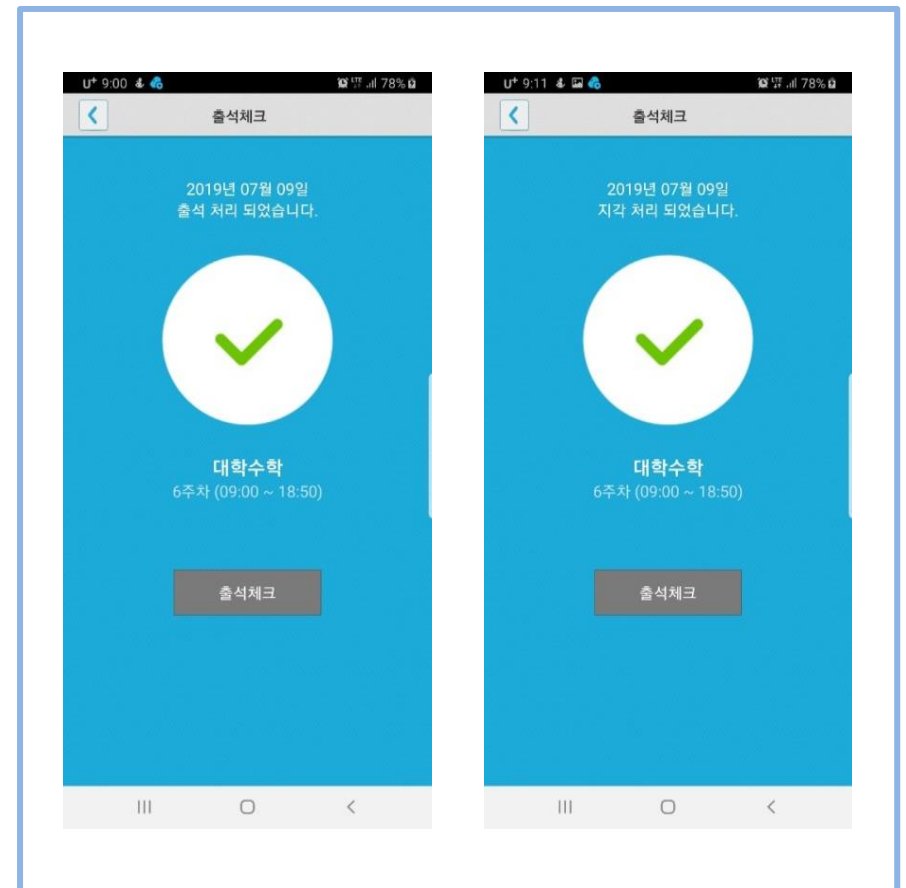 U+ 9:00 LTE 78%
출석체크
2019년 07월 09일
출석 처리 되었습니다.
대학수학
6주차 (09:00 ~ 18:50)
출석체크
U+ 9:11 LTE 78%
출석체크
2019년 07월 09일
지각 처리 되었습니다.
대학수학
6주차 (09:00 ~ 18:50)
출석체크